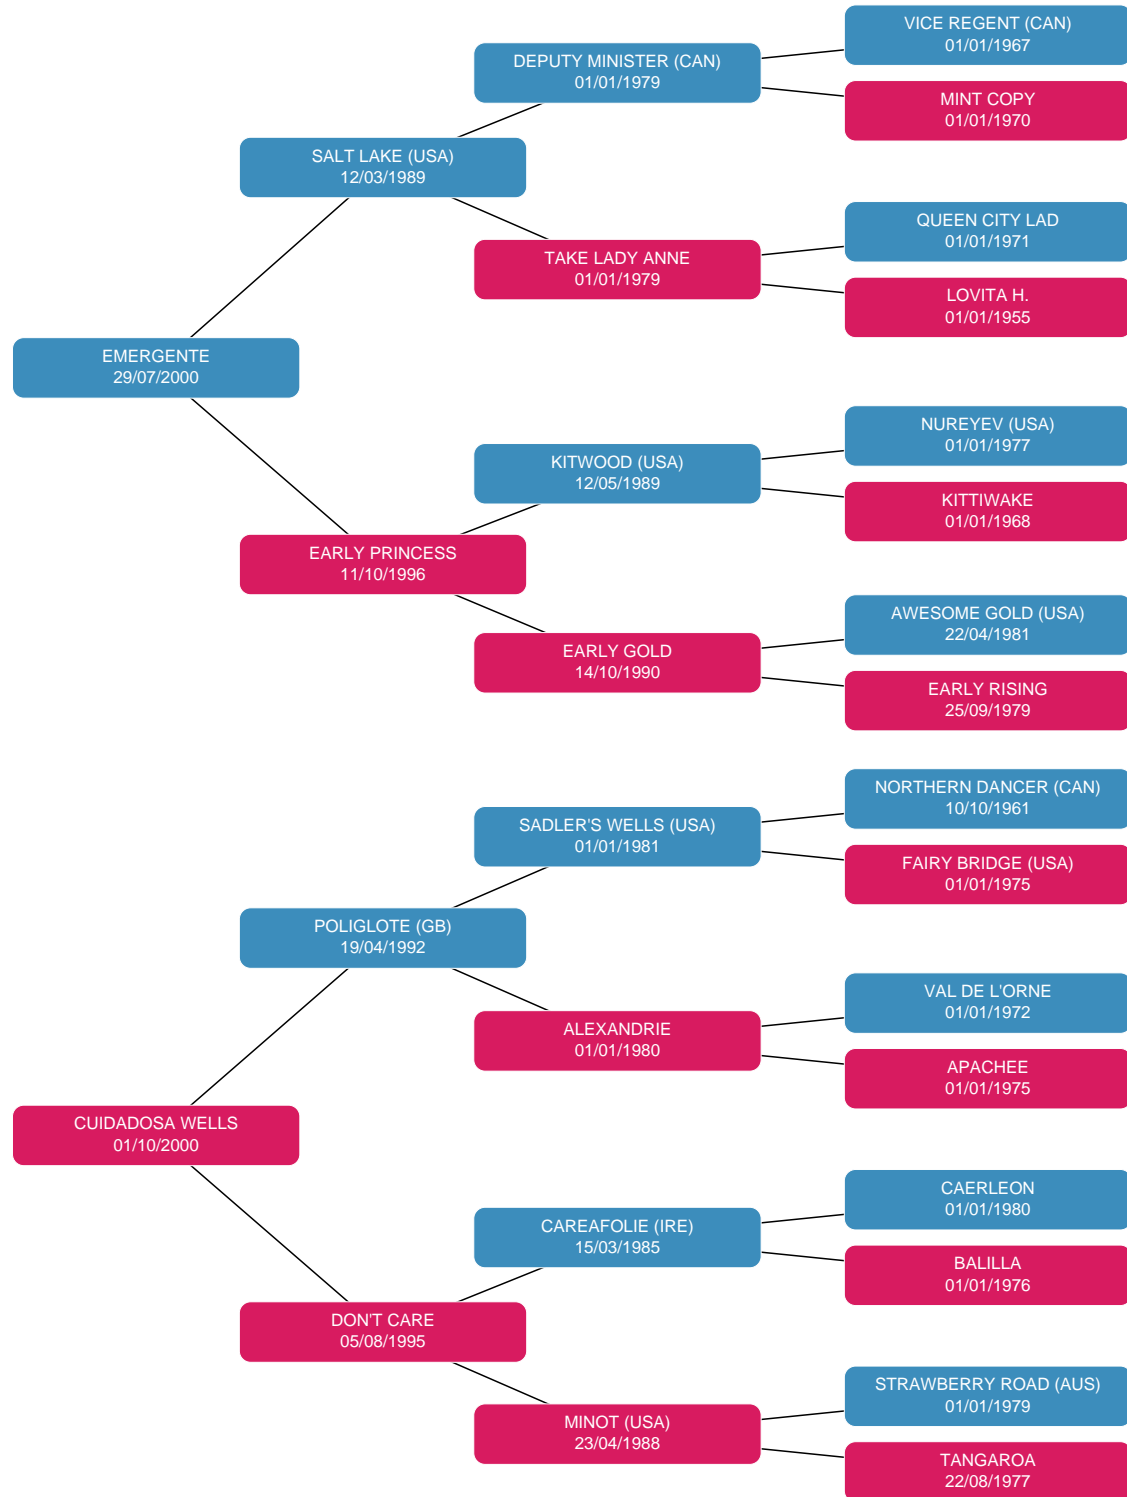 VICE REGENT (CAN)
01/01/1967
DEPUTY MINISTER (CAN)
01/01/1979
MINT COPY
01/01/1970
SALT LAKE (USA)
12/03/1989
QUEEN CITY LAD
01/01/1971
TAKE LADY ANNE
01/01/1979
LOVITA H.
01/01/1955
EMERGENTE
29/07/2000
NUREYEV (USA)
01/01/1977
KITWOOD (USA)
12/05/1989
KITTIWAKE
01/01/1968
EARLY PRINCESS
11/10/1996
AWESOME GOLD (USA)
22/04/1981
EARLY GOLD
14/10/1990
EARLY RISING
25/09/1979
NORTHERN DANCER (CAN)
10/10/1961
SADLER'S WELLS (USA)
01/01/1981
FAIRY BRIDGE (USA)
01/01/1975
POLIGLOTE (GB)
19/04/1992
VAL DE L'ORNE
01/01/1972
ALEXANDRIE
01/01/1980
APACHEE
01/01/1975
CUIDADOSA WELLS
01/10/2000
CAERLEON
01/01/1980
CAREAFOLIE (IRE)
15/03/1985
BALILLA
01/01/1976
DON'T CARE
05/08/1995
STRAWBERRY ROAD (AUS)
01/01/1979
MINOT (USA)
23/04/1988
TANGAROA
22/08/1977